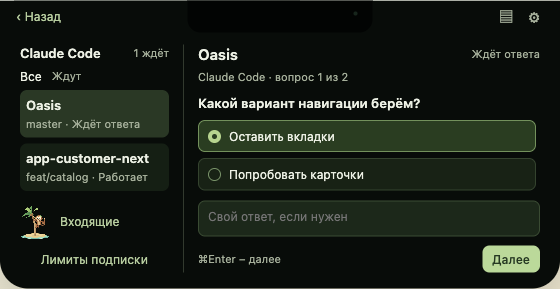 ‹ Назад
Claude Code 1 ждёт
Все Ждут
Oasis
master · Ждёт ответа
app-customer-next
feat/catalog · Работает
Входящие
Лимиты подписки
Oasis Ждёт ответа
Claude Code · вопрос 1 из 2
Какой вариант навигации берём?
Оставить вкладки
Попробовать карточки
Свой ответ, если нужен
⌘Enter – далее Далее